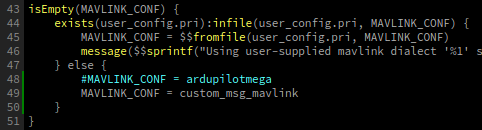 43 isEmpty(MAVLINK_CONF) {
44     exists(user_config.pri):infile(user_config.pri, MAVLINK_CONF) {
45         MAVLINK_CONF = $$fromfile(user_config.pri, MAVLINK_CONF)
46         message($$sprintf("Using user-supplied mavlink dialect '%1' s
47     } else {
48         #MAVLINK_CONF = ardupilotmega
49         MAVLINK_CONF = custom_msg_mavlink
50     }
51 }